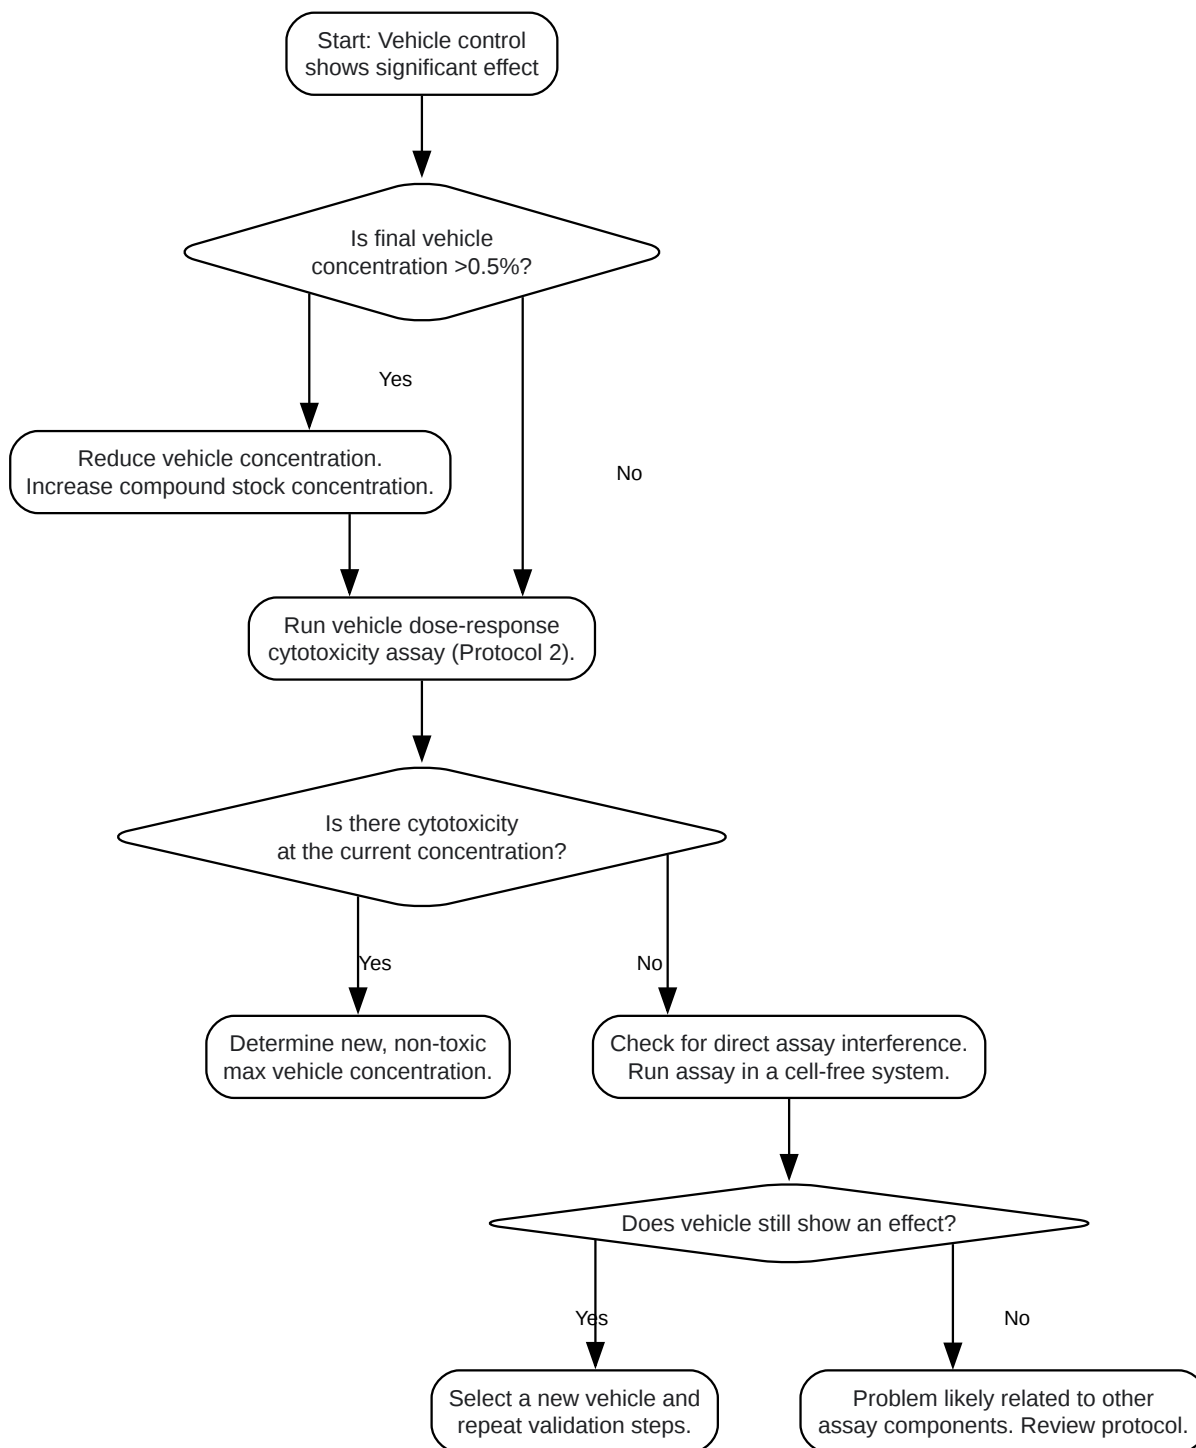 Start: Vehicle control
shows significant effect
Is final vehicle
concentration >0.5%?
Yes
Reduce vehicle concentration.
Increase compound stock concentration.
No
Run vehicle dose-response
cytotoxicity assay (Protocol 2).
Is there cytotoxicity
at the current concentration?
Yes
No
Determine new, non-toxic
max vehicle concentration.
Check for direct assay interference.
Run assay in a cell-free system.
Does vehicle still show an effect?
Yes
No
Select a new vehicle and
repeat validation steps.
Problem likely related to other
assay components. Review protocol.